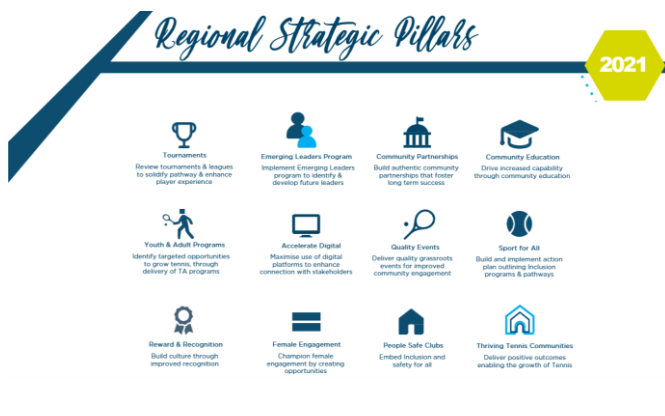 Regional Strategic Pillars
2021
Tournaments
Review tournaments & leagues
to solidify pathway & enhance
player experience
Emerging Leaders Program
Implement Emerging Leaders
program to identify &
develop future leaders
Community Partnerships
Build authentic community
partnerships that foster
long term success
Community Education
Drive increased capability
through community education
Youth & Adult Programs
Identify targeted opportunities
to grow tennis, through
delivery of TA programs
Accelerate Digital
Maximise use of digital
platforms to enhance
connection with stakeholders
Quality Events
Deliver quality grassroots
events for improved
community engagement
Sport for All
Build and implement action
plan outlining Inclusion
programs & pathways
Reward & Recognition
Build culture through
improved recognition
Female Engagement
Champion female
engagement by creating
opportunities
People Safe Clubs
Embed Inclusion and
safety for all
Thriving Tennis Communities
Deliver positive outcomes
enabling the growth of Tennis